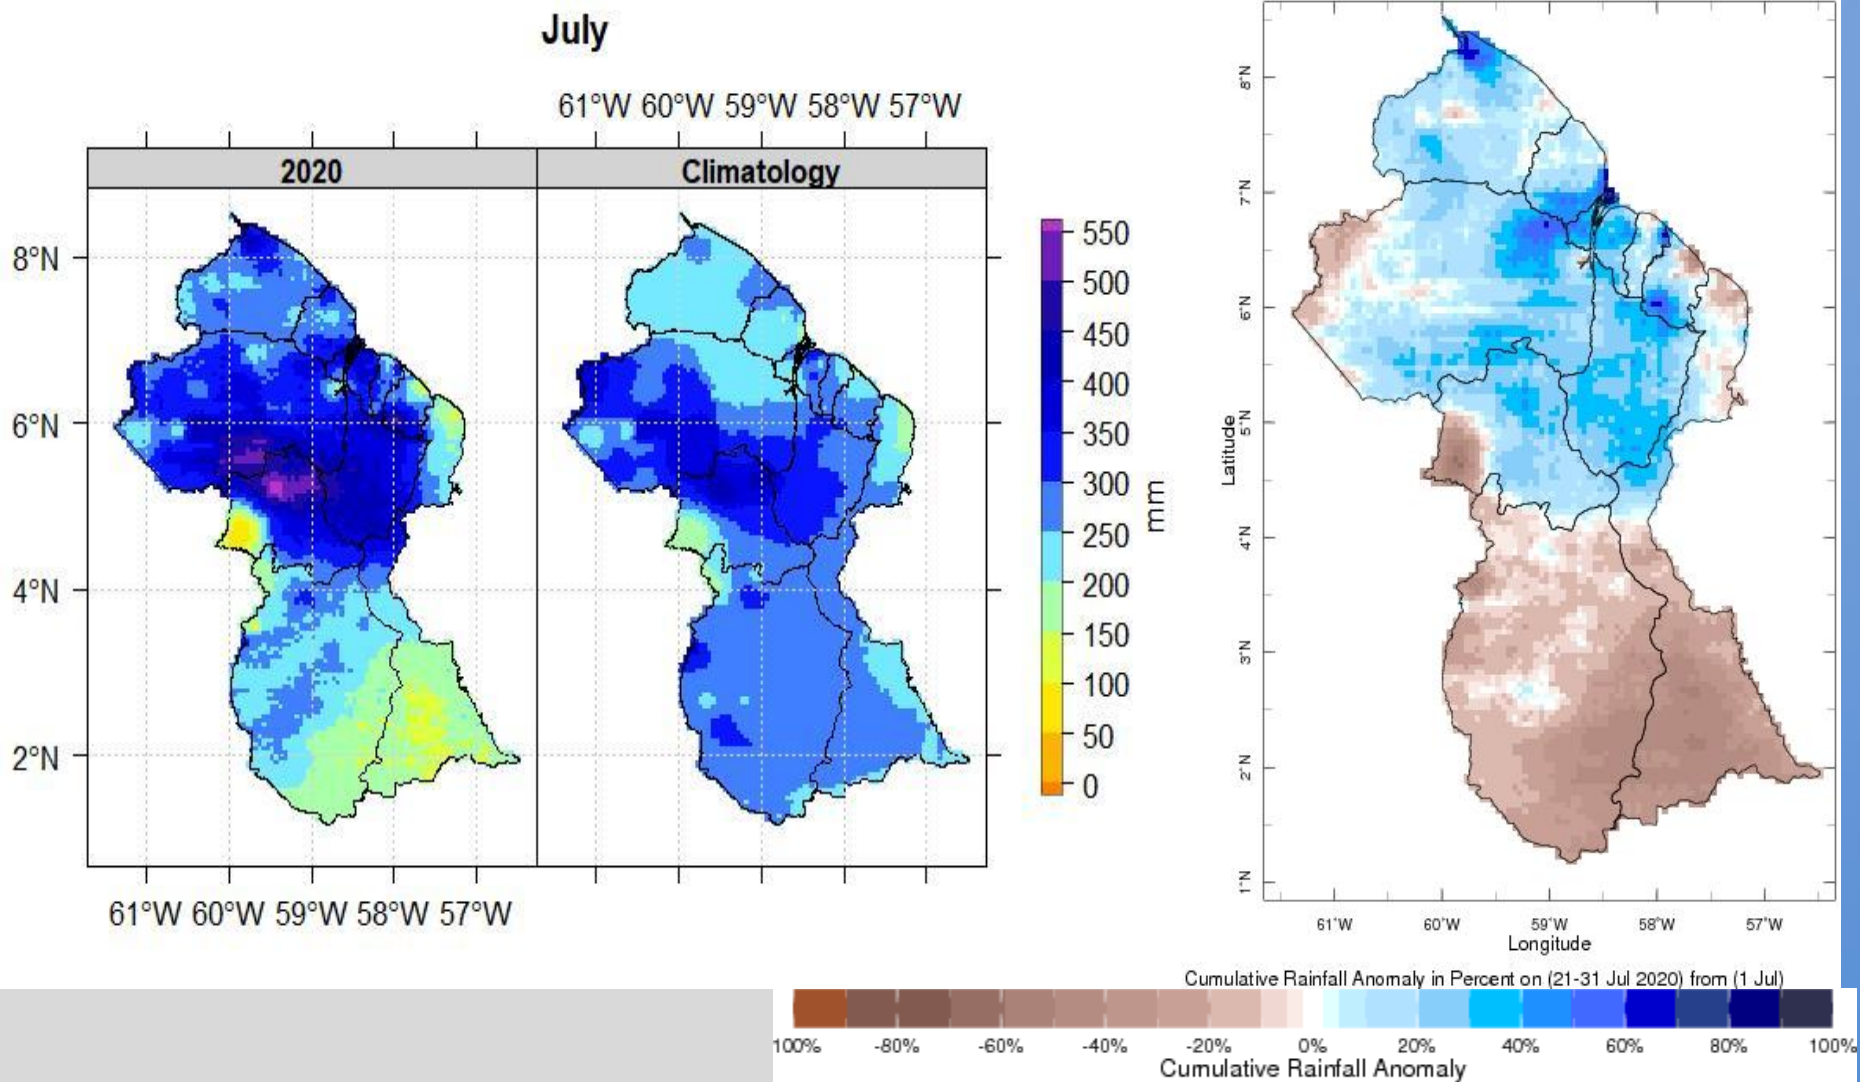 July
61°W 60°W 59°W 58°W 57°W
2020
Climatology
8°N
6°N
4°N
2°N
61°W 60°W 59°W 58°W 57°W
550
500
450
400
350
300
250
200
150
100
50
0
mm
8°N
7°N
6°N
5°N
4°N
3°N
2°N
1°N
Latitude
61°W 60°W 59°W 58°W 57°W
Longitude
Cumulative Rainfall Anomaly in Percent on (21-31 Jul 2020) from (1 Jul)
100% -80% -60% -40% -20% 0% 20% 40% 60% 80% 100%
Cumulative Rainfall Anomaly